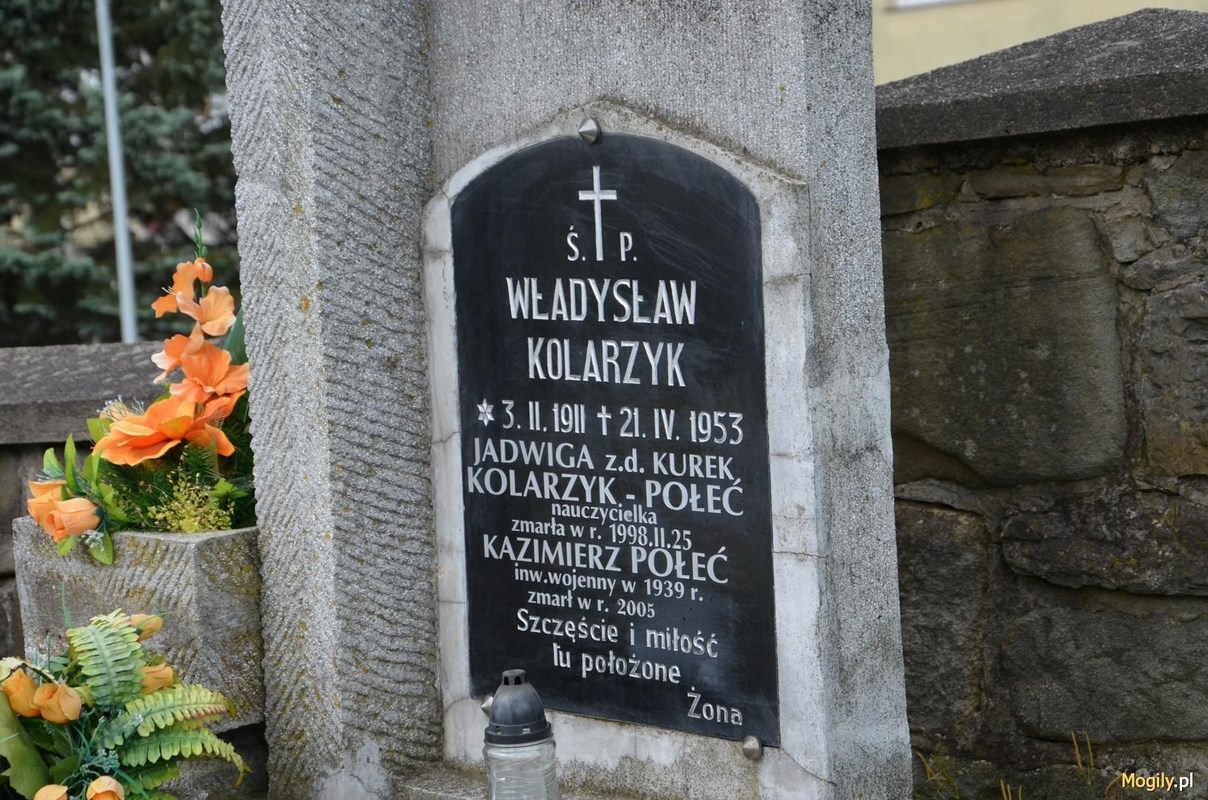 Ś. P.
WŁADYSŁAW
KOLARZYK
3. II. 1911 † 21. IV. 1953
JADWIGA z.d. KUREK
KOLARZYK - POŁEĆ
nauczycielka
zmarła w r. 1998.II.25
KAZIMIERZ POŁEĆ
inw.wojenny w 1939 r.
zmarł w r. 2005
Szczęście i miłość
Tu położone
Żona
Mogily.pl